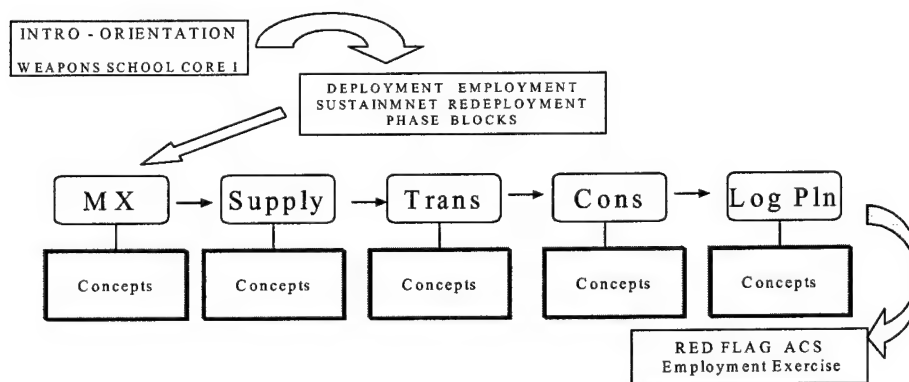 INTRO - ORIENTATION
WEAPONS SCHOOL CORE I
DEPLOYMENT EMPLOYMENT
SUSTAINMNET REDEPLOYMENT
PHASE BLOCKS
MX
Supply
Trans
Cons
Log Pln
Concepts
Concepts
Concepts
Concepts
Concepts
RED FLAG ACS
Employment Exercise